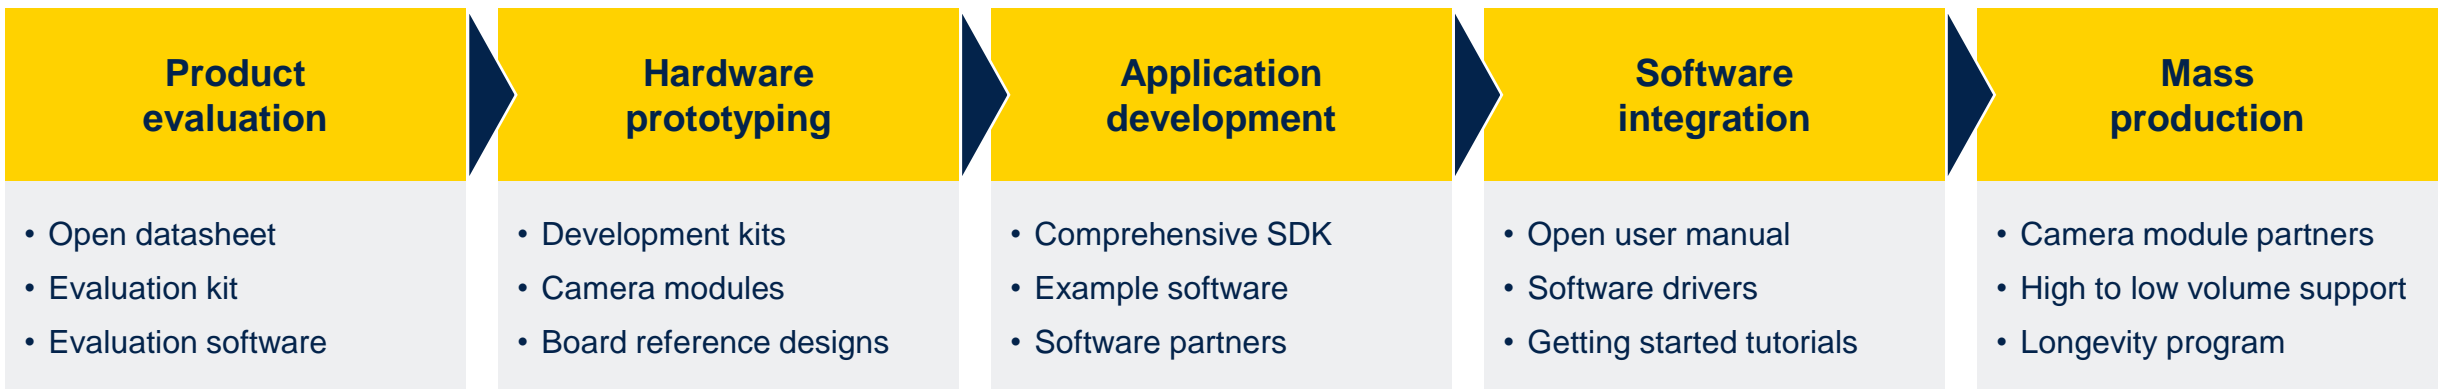 Product
evaluation
• Open datasheet
• Evaluation kit
• Evaluation software
Hardware
prototyping
• Development kits
• Camera modules
• Board reference designs
Application
development
• Comprehensive SDK
• Example software
• Software partners
Software
integration
• Open user manual
• Software drivers
• Getting started tutorials
Mass
production
• Camera module partners
• High to low volume support
• Longevity program